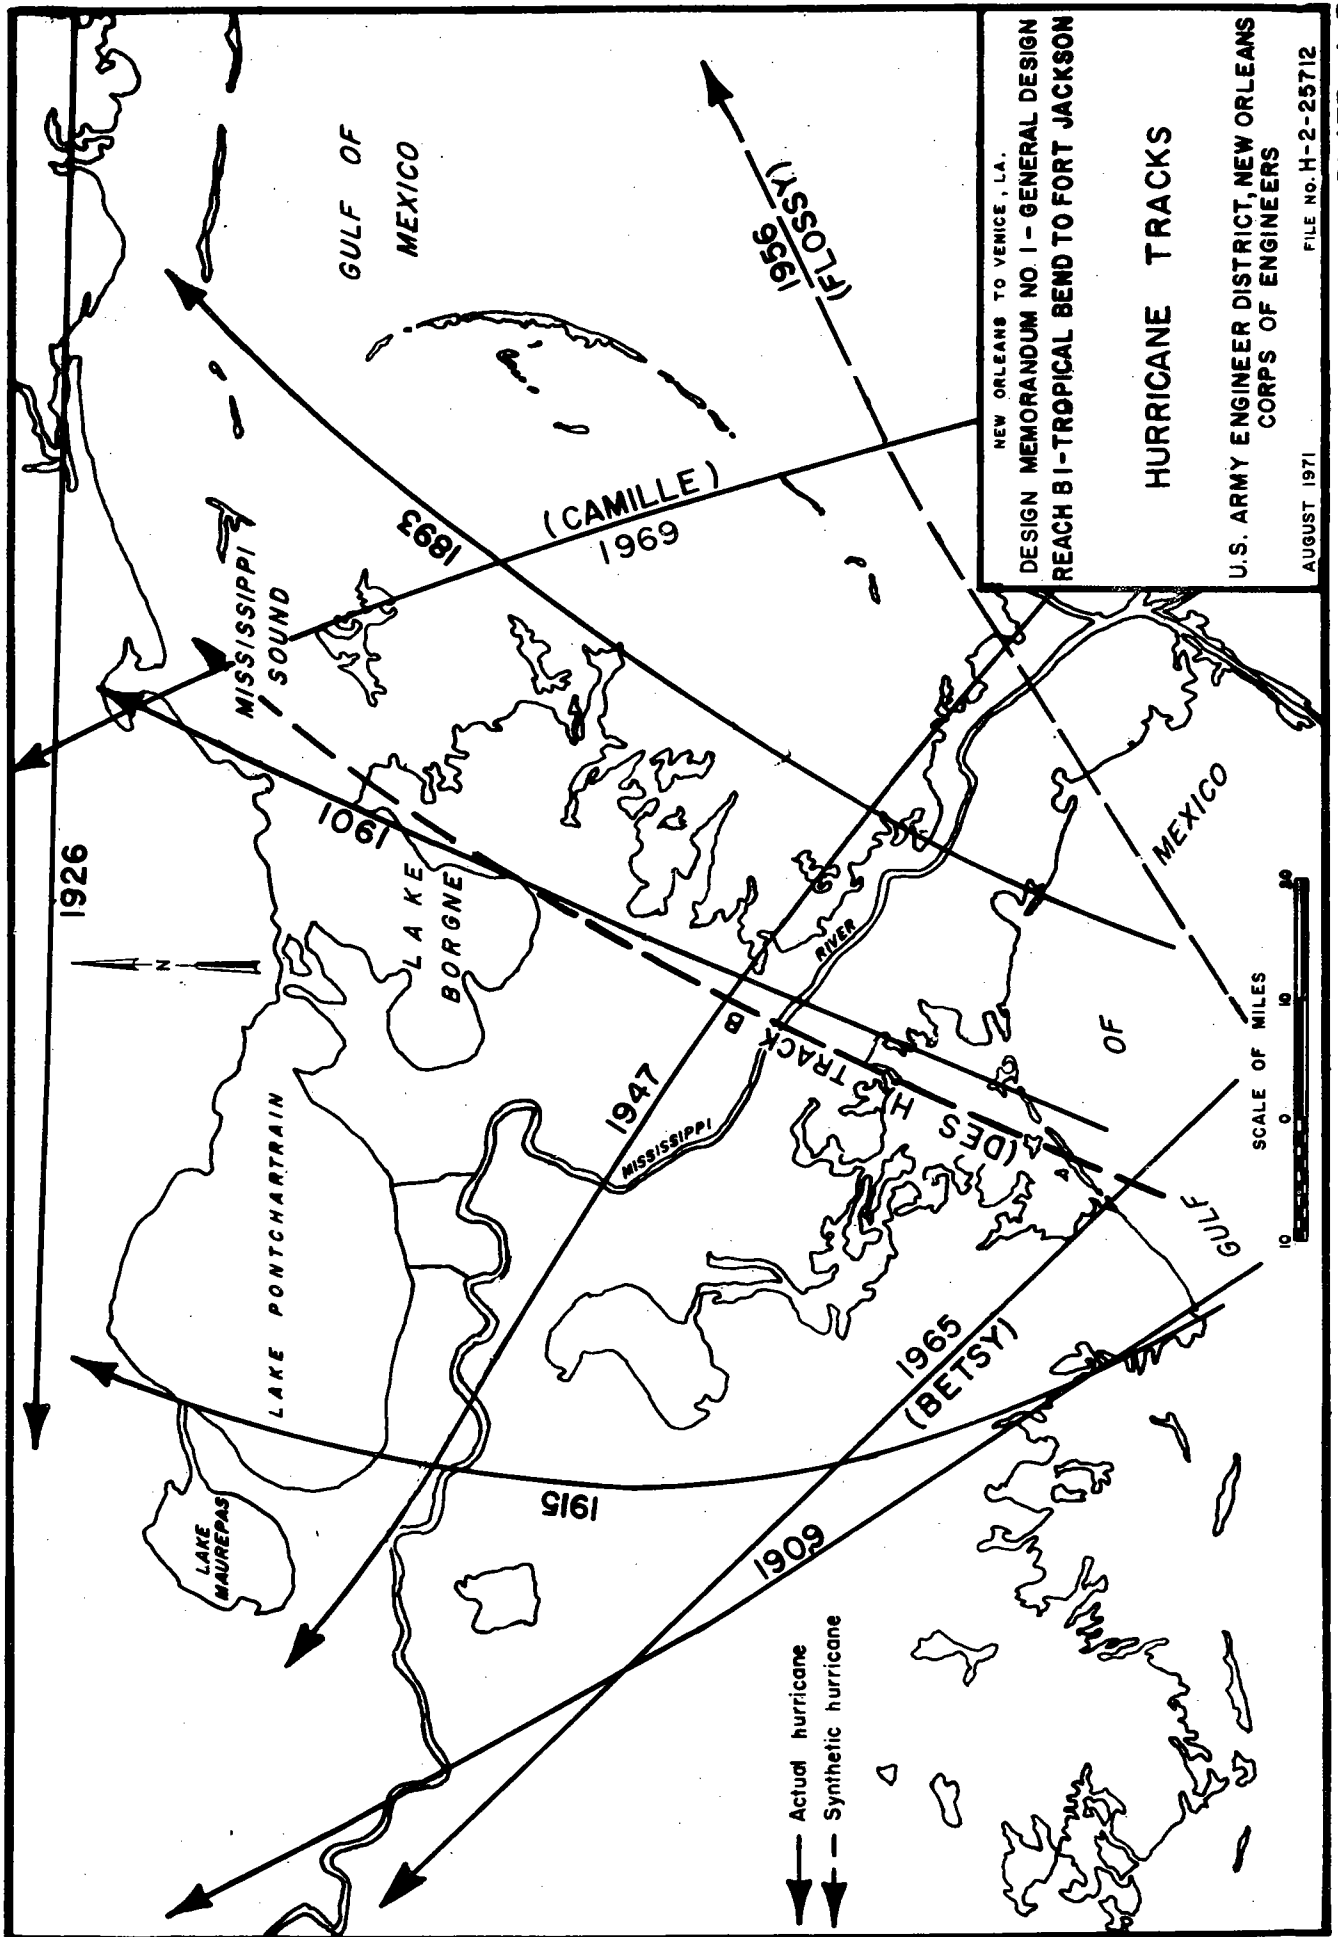 1926
1901
1893
(CAMILLE)
1969
1956
(FLOSSY)
1947
1915
1965
(BETSY)
1909
(DES H TRACK B
MISSISSIPPI
SOUND
GULF OF
MEXICO
LAKE
BORGNE
LAKE PONTCHARTRAIN
LAKE
MAUREPAS
MISSISSIPPI
RIVER
GULF
OF
MEXICO
N
Actual hurricane
Synthetic hurricane
SCALE OF MILES
10 0 10 20
NEW ORLEANS TO VENICE, LA.
DESIGN MEMORANDUM NO. 1 - GENERAL DESIGN
REACH B1-TROPICAL BEND TO FORT JACKSON
HURRICANE TRACKS
U.S. ARMY ENGINEER DISTRICT, NEW ORLEANS
CORPS OF ENGINEERS
AUGUST 1971 FILE NO. H-2-25712